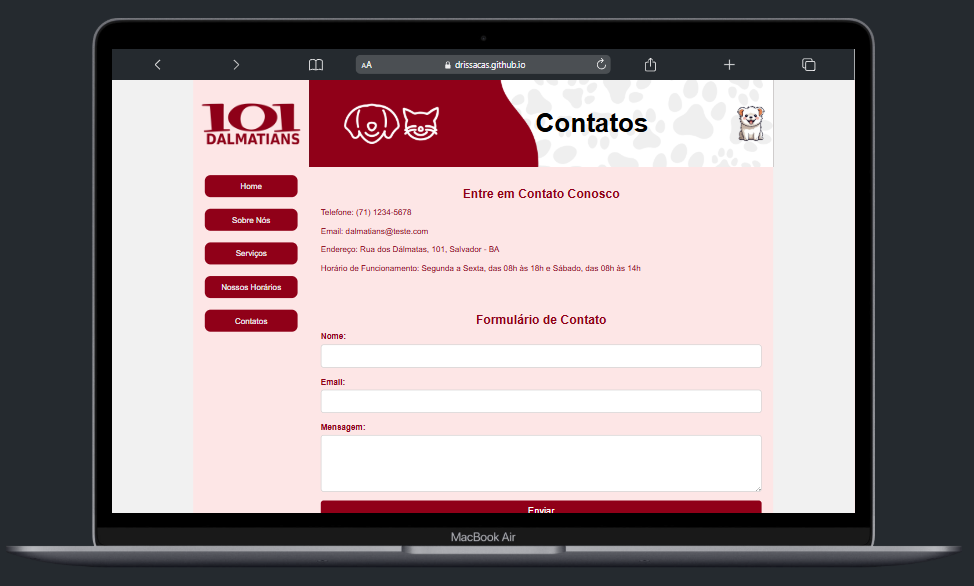 AA
drissacas.github.io
101
DALMATIANS
Contatos
Home
Sobre Nós
Serviços
Nossos Horários
Contatos
Entre em Contato Conosco
Telefone: (71) 1234-5678
Email: dalmatians@teste.com
Endereço: Rua dos Dálmatas, 101, Salvador - BA
Horário de Funcionamento: Segunda a Sexta, das 08h às 18h e Sábado, das 08h às 14h
Formulário de Contato
Nome:
Email:
Mensagem:
Enviar
MacBook Air